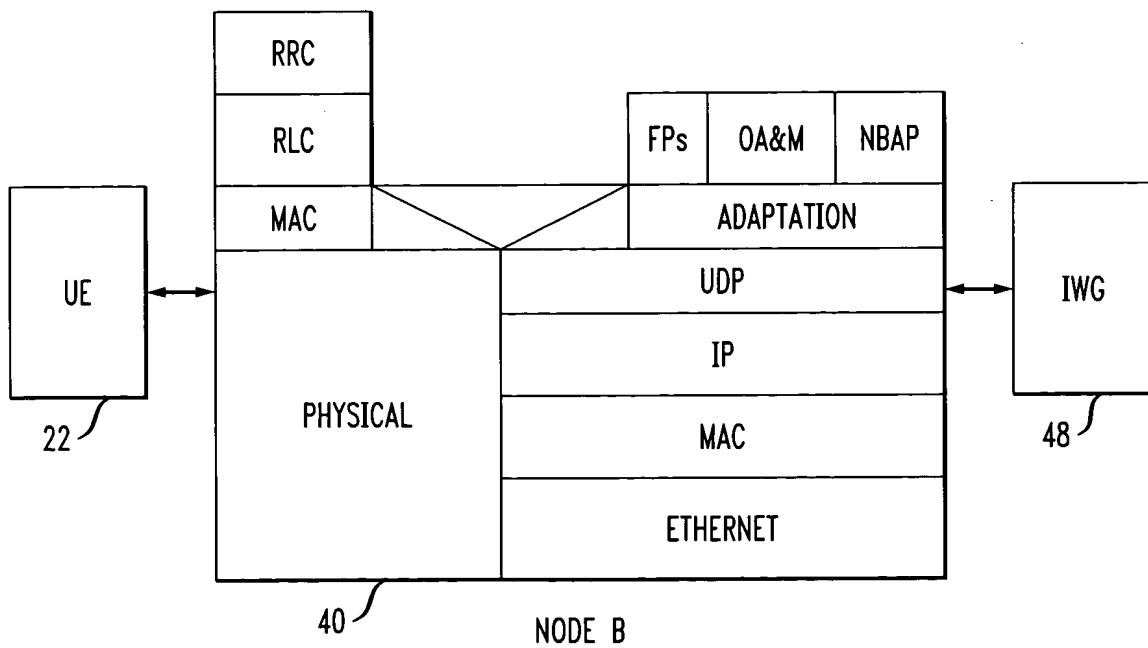 RRC
RLC
MAC
FPs
OA&M
NBAP
ADAPTATION
UE
PHYSICAL
UDP
IP
MAC
ETHERNET
IWG
22
48
40
NODE B